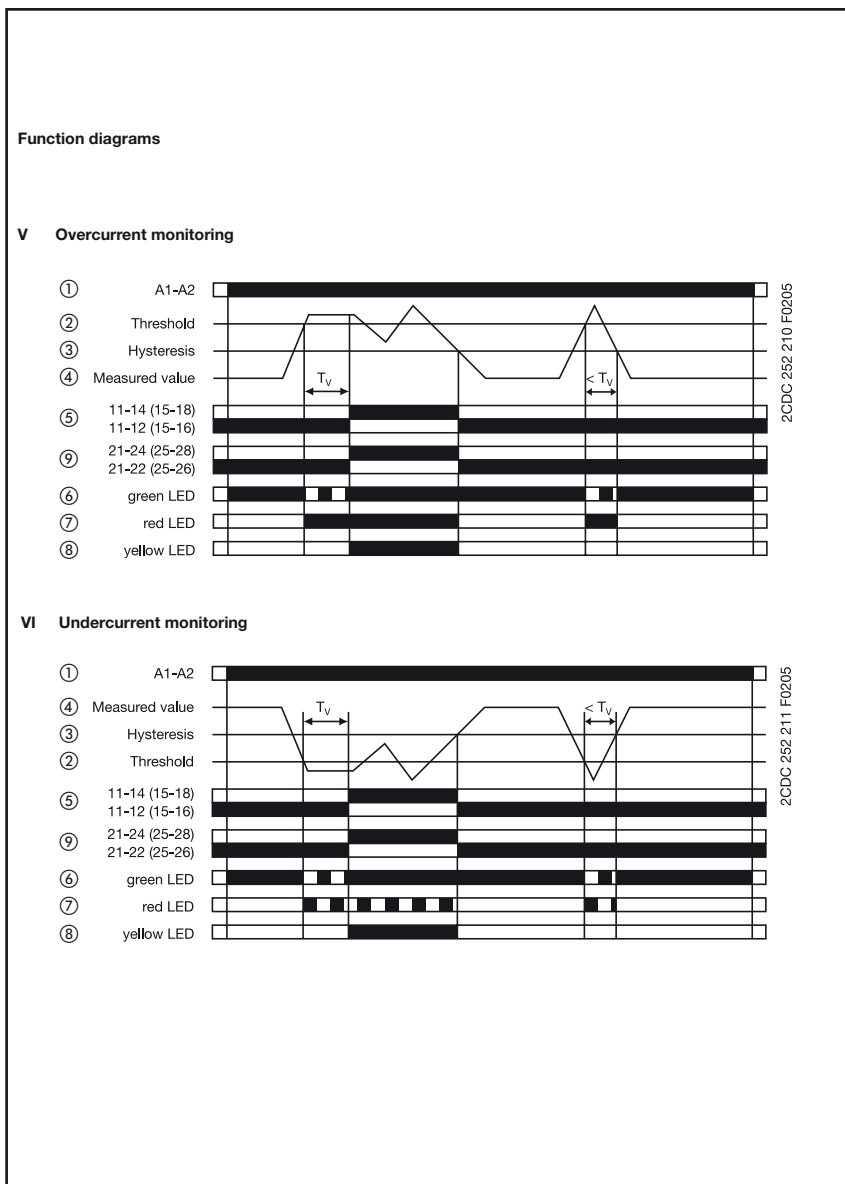 Function diagrams
V Overcurrent monitoring
① A1-A2
② Threshold
③ Hysteresis
④ Measured value
TV < TV
⑤ 11-14 (15-18)
11-12 (15-16)
⑨ 21-24 (25-28)
21-22 (25-26)
⑥ green LED
⑦ red LED
⑧ yellow LED
2CDC 252 210 F0205
VI Undercurrent monitoring
① A1-A2
④ Measured value
TV < TV
③ Hysteresis
② Threshold
⑤ 11-14 (15-18)
11-12 (15-16)
⑨ 21-24 (25-28)
21-22 (25-26)
⑥ green LED
⑦ red LED
⑧ yellow LED
2CDC 252 211 F0205